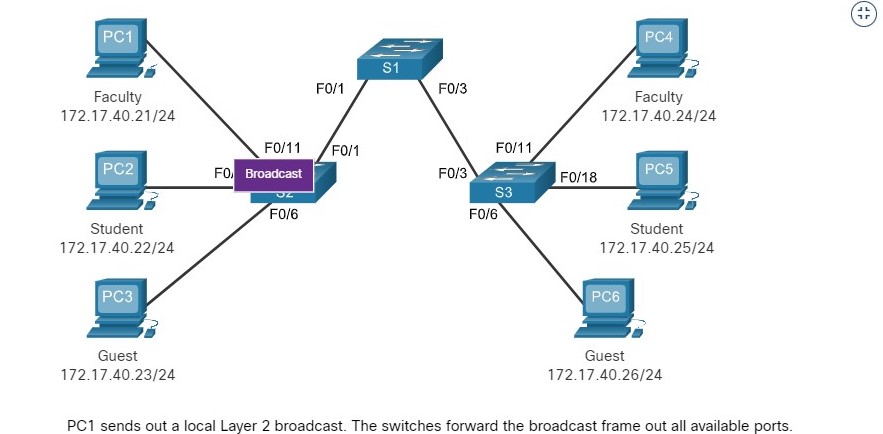 PC1
Faculty
172.17.40.21/24
PC2
Student
172.17.40.22/24
PC3
Guest
172.17.40.23/24
S1
F0/1
F0/3
F0/11
F0/1
F0/
Broadcast
S2
F0/6
F0/3
F0/11
F0/18
S3
F0/6
PC4
Faculty
172.17.40.24/24
PC5
Student
172.17.40.25/24
PC6
Guest
172.17.40.26/24
PC1 sends out a local Layer 2 broadcast. The switches forward the broadcast frame out all available ports.